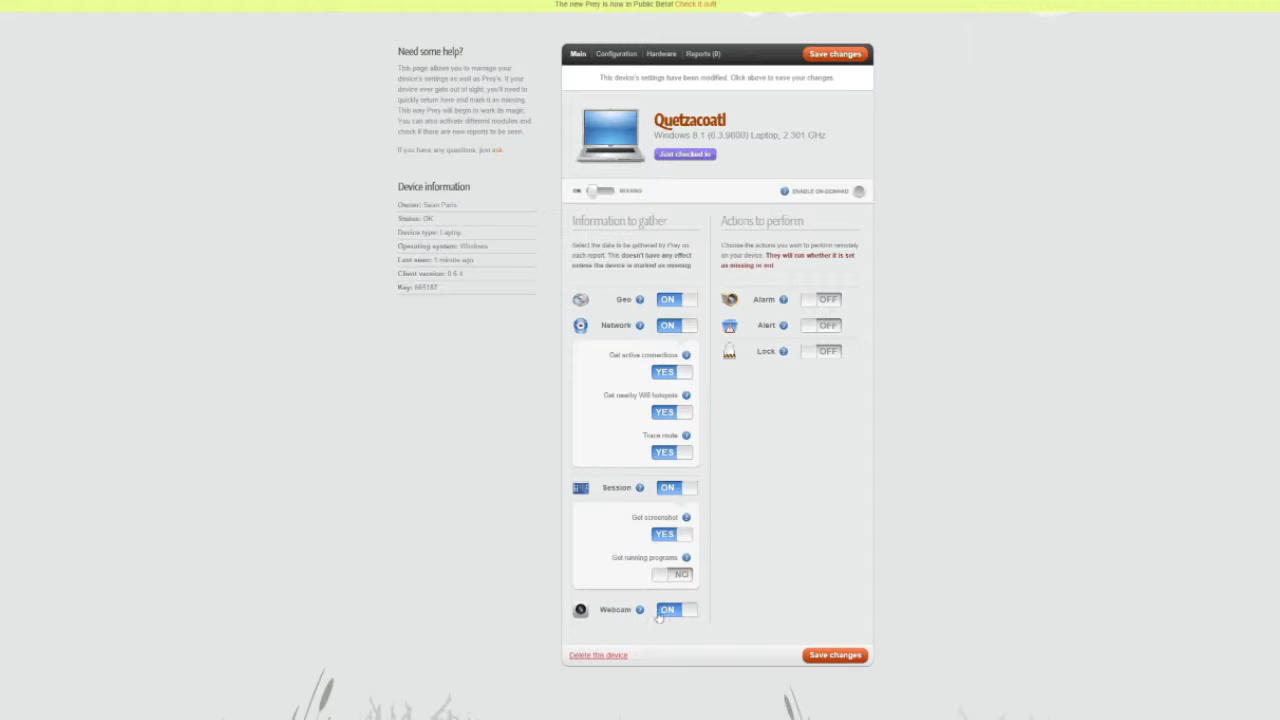 The new Prey is now in Public Beta! Check it out!
Need some help?
This page allows you to manage your
device's settings as well as Prey's. If your
device ever gets out of sight, you'll need to
quickly return here and mark it as missing.
This way Prey will begin to work its magic.
You can also activate different modules and
check if there are new reports to be seen.
If you have any questions, just ask.
Device information
Owner: Sean Paris
Status: OK
Device type: Laptop
Operating system: Windows
Last seen: 1 minute ago
Client version: 0.6.4
Key: 665187
Main Configuration Hardware Reports (0) Save changes
This device's settings have been modified. Click above to save your changes.
Quetzacoatl
Windows 8.1 (6.3.9600) Laptop, 2.301 GHz
Just checked in
OK MISSING ? ENABLE ON-DEMAND
Information to gather
Select the data to be gathered by Prey on
each report. This doesn't have any effect
unless the device is marked as missing
Geo ? ON
Network ? ON
Get active connections ?
YES
Get nearby Wifi hotspots ?
YES
Trace route ?
YES
Session ? ON
Get screenshot ?
YES
Get running programs ?
NO
Webcam ? ON
Actions to perform
Choose the actions you wish to perform remotely
on your device. They will run whether it is set
as missing or not.
Alarm ? OFF
Alert ? OFF
Lock ? OFF
Delete this device Save changes